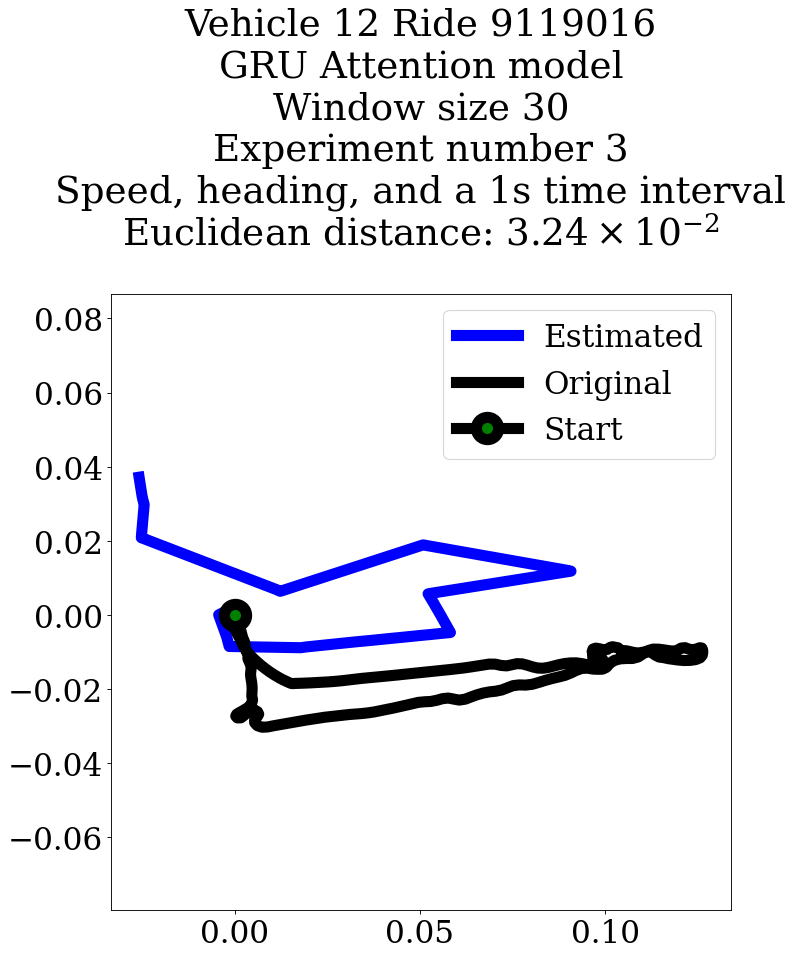 Vehicle 12 Ride 9119016
GRU Attention model
Window size 30
Experiment number 3
Speed, heading, and a 1s time interval
Euclidean distance: 3.24 × 10⁻²
Estimated
Original
Start
0.08
0.06
0.04
0.02
0.00
−0.02
−0.04
−0.06
0.00 0.05 0.10